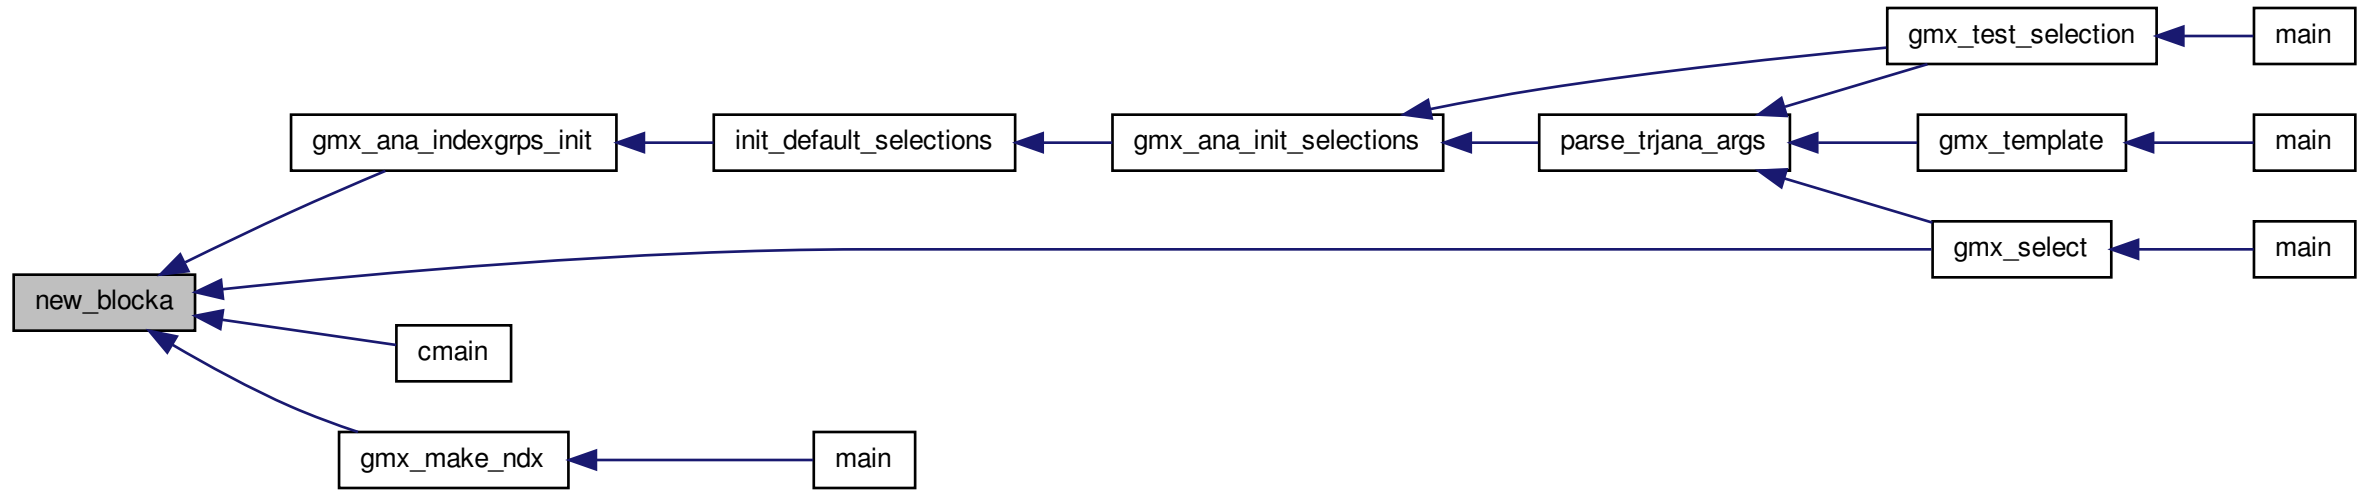 gmx_test_selection
main
gmx_ana_indexgrps_init
init_default_selections
gmx_ana_init_selections
parse_trjana_args
gmx_template
main
gmx_select
main
new_blocka
cmain
gmx_make_ndx
main